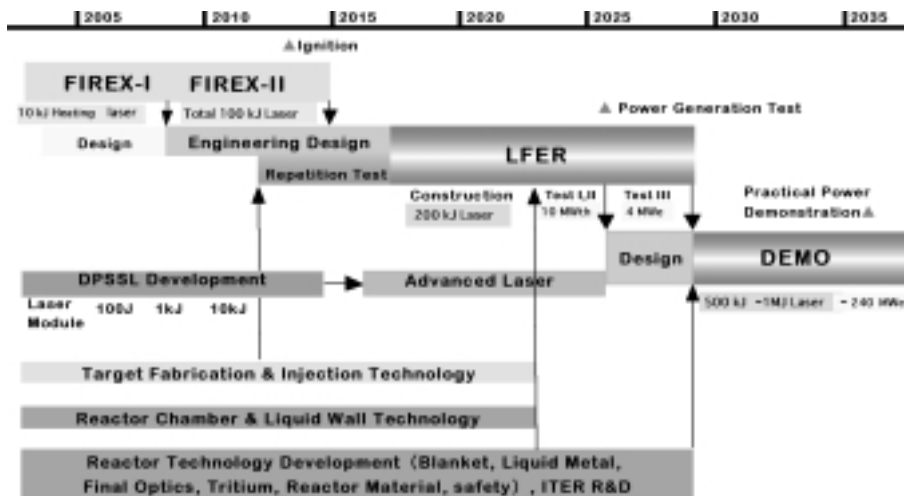 2005 2010 2015 2020 2025 2030 2035
▲Ignition
FIREX-I FIREX-II
10 kJ Heating laser Total 100 kJ Laser
▲ Power Generation Test
Design Engineering Design
LFER
Repetition Test
Construction Test I,II Test III Practical Power
200 kJ Laser 10 MWth 4 MWe Demonstration▲
Design DEMO
DPSSL Development Advanced Laser
Laser 100J 1kJ 10kJ
Module
500 kJ ~1MJ Laser ~ 240 MWe
Target Fabrication & Injection Technology
Reactor Chamber & Liquid Wall Technology
Reactor Technology Development (Blanket, Liquid Metal,
Final Optics, Tritium, Reactor Material, safety) , ITER R&D